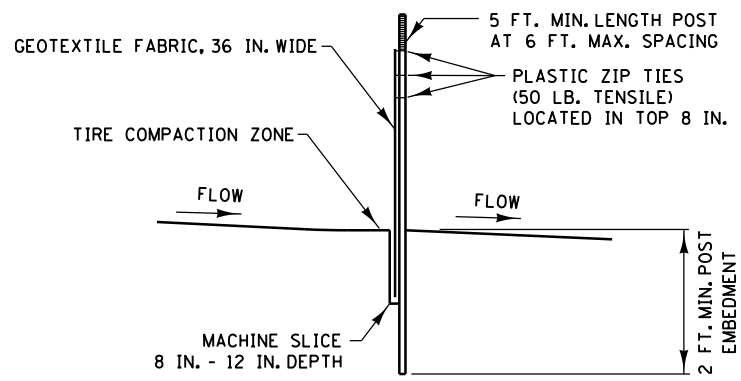 5 FT. MIN. LENGTH POST
AT 6 FT. MAX. SPACING
GEOTEXTILE FABRIC, 36 IN. WIDE
PLASTIC ZIP TIES
(50 LB. TENSILE)
LOCATED IN TOP 8 IN.
TIRE COMPACTION ZONE
FLOW
FLOW
MACHINE SLICE
8 IN. - 12 IN. DEPTH
2 FT. MIN. POST
EMBEDMENT